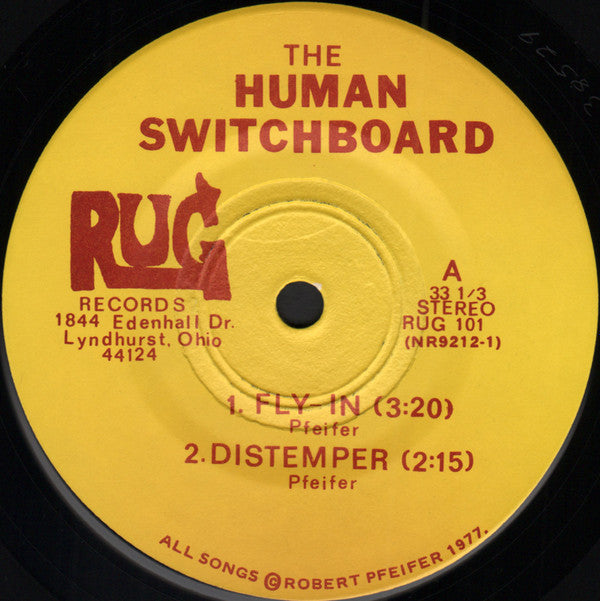 THE
HUMAN
SWITCHBOARD
RUG
RECORDS
1844 Edenhall Dr.
Lyndhurst, Ohio
44124
A
33 1/3
STEREO
RUG 101
(NR9212-1)
1. FLY-IN (3:20)
Pfeifer
2. DISTEMPER (2:15)
Pfeifer
ALL SONGS © ROBERT PFEIFER 1977.